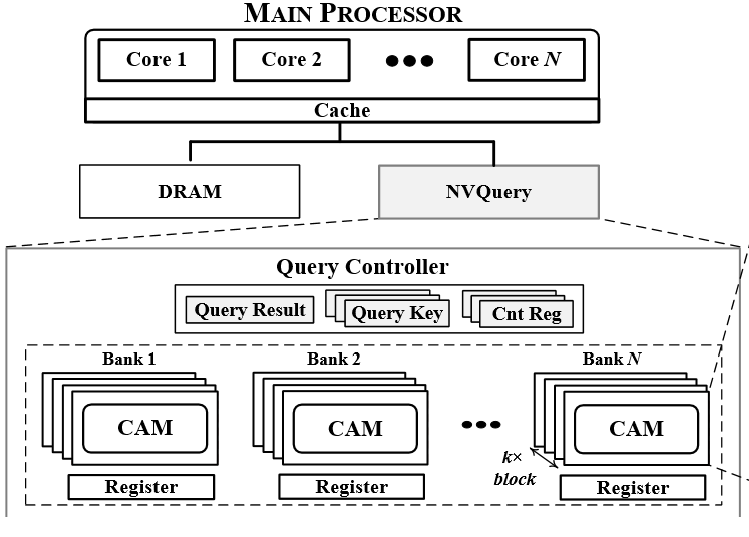 MAIN PROCESSOR
Core 1 Core 2 ••• Core N
Cache
DRAM NVQuery
Query Controller
Query Result Query Key Cnt Reg
Bank 1 Bank 2 Bank N
CAM CAM ••• CAM
k×
block
Register Register Register